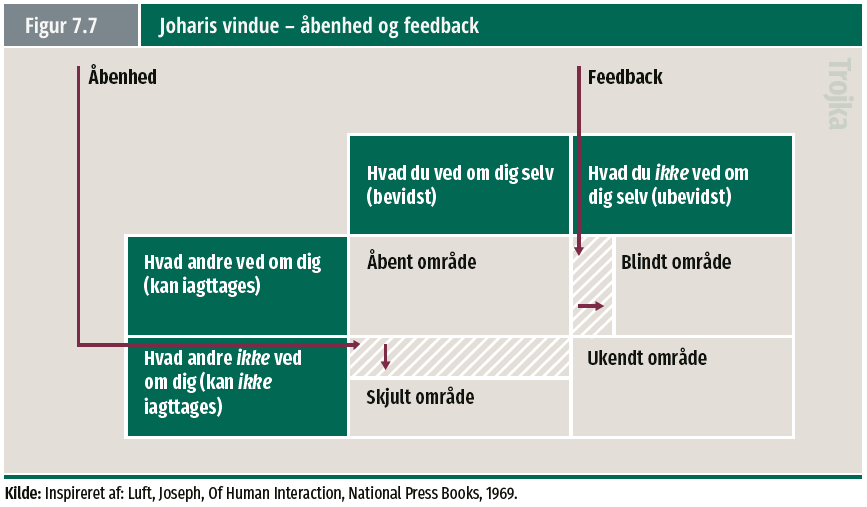 Figur 7.7
Joharis vindue – åbenhed og feedback
Åbenhed
Feedback
Trojka
Hvad du ved om dig selv
(bevidst)
Hvad du ikke ved om
dig selv (ubevidst)
Hvad andre ved om dig
(kan iagttages)
Åbent område
Blindt område
Hvad andre ikke ved
om dig (kan ikke
iagttages)
Skjult område
Ukendt område
Kilde: Inspireret af: Luft, Joseph, Of Human Interaction, National Press Books, 1969.